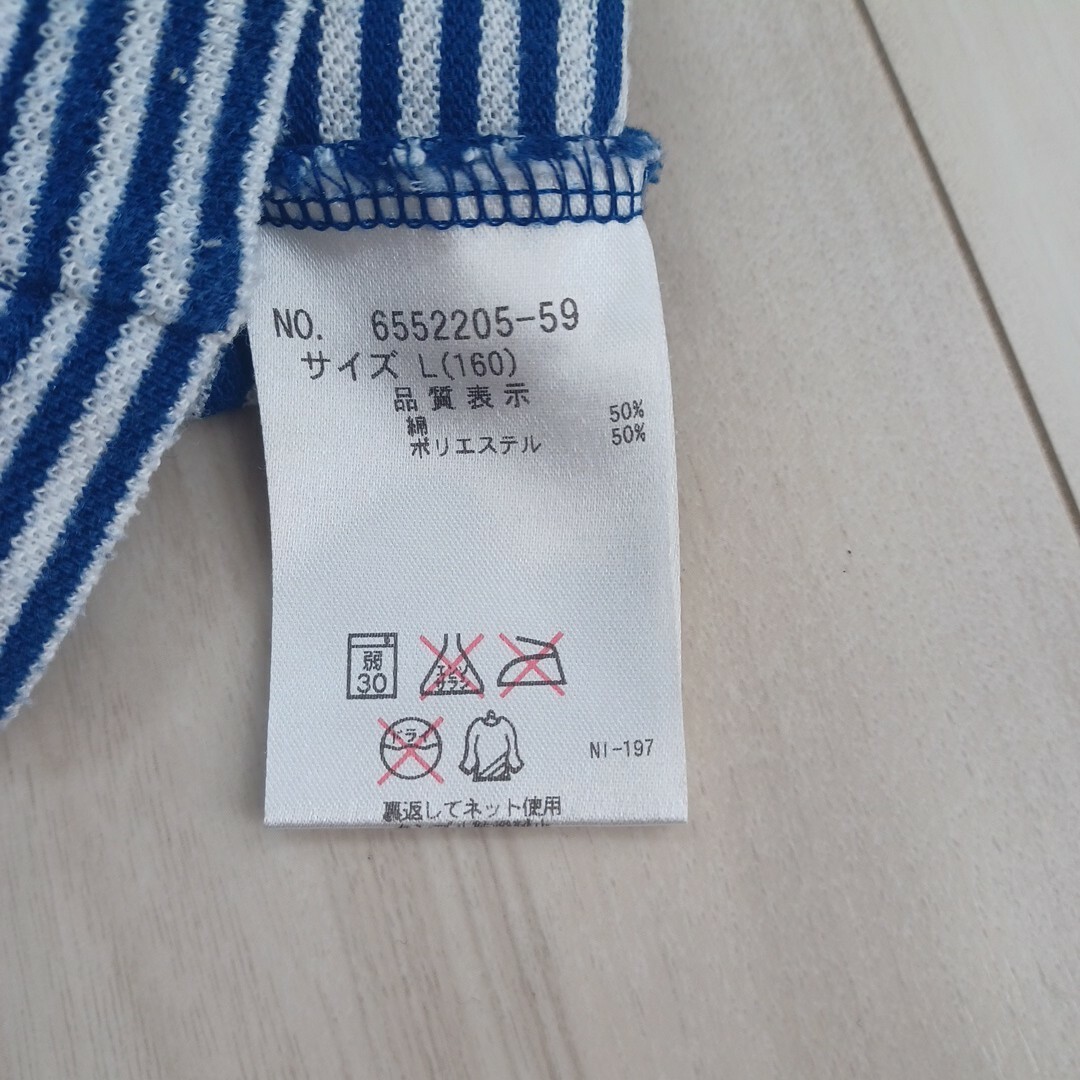 NO. 6552205-59
サイズ L(160)
品質表示
綿 50%
ポリエステル 50%
弱
30
エンソ
サラシ
ドライ
NI-197
裏返してネット使用